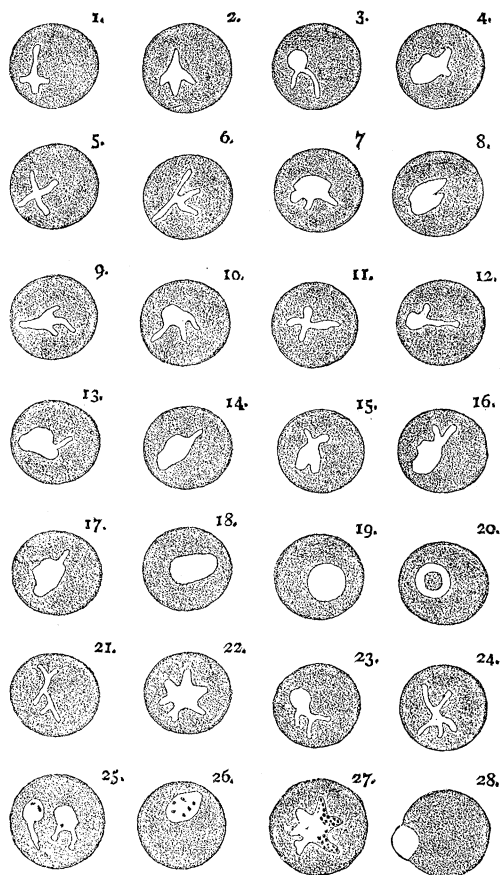 1. 2. 3. 4.
5. 6. 7 8.
9. 10. 11. 12.
13. 14. 15. 16.
17. 18. 19. 20.
21. 22. 23. 24.
25. 26. 27. 28.